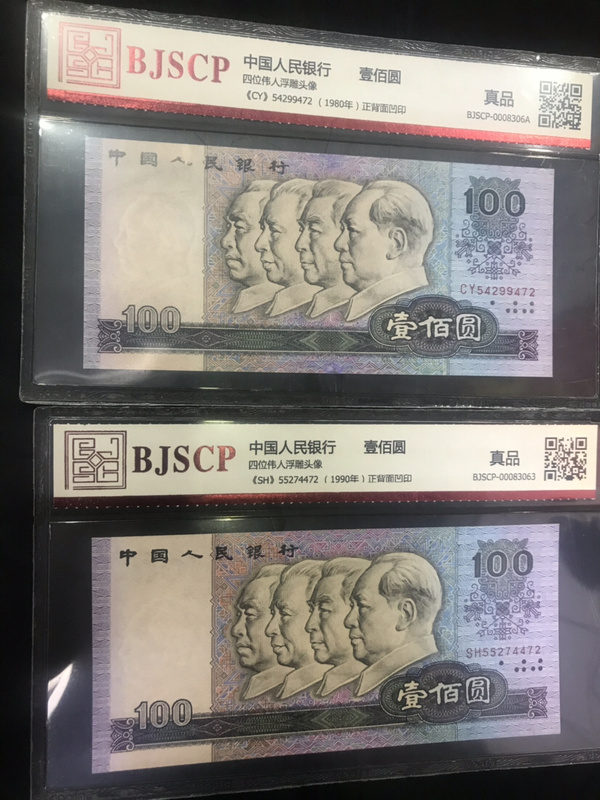 BJSCP
中国人民银行 壹佰圆
四位伟人浮雕头像
《CY》54299472 （1980年）正背面凹印
真品
BJSCP-0008306A
中国人民银行
100
CY54299472
100
壹佰圆
BJSCP
中国人民银行 壹佰圆
四位伟人浮雕头像
《SH》55274472 （1990年）正背面凹印
真品
BJSCP-00083063
中国人民银行
100
SH55274472
100
壹佰圆